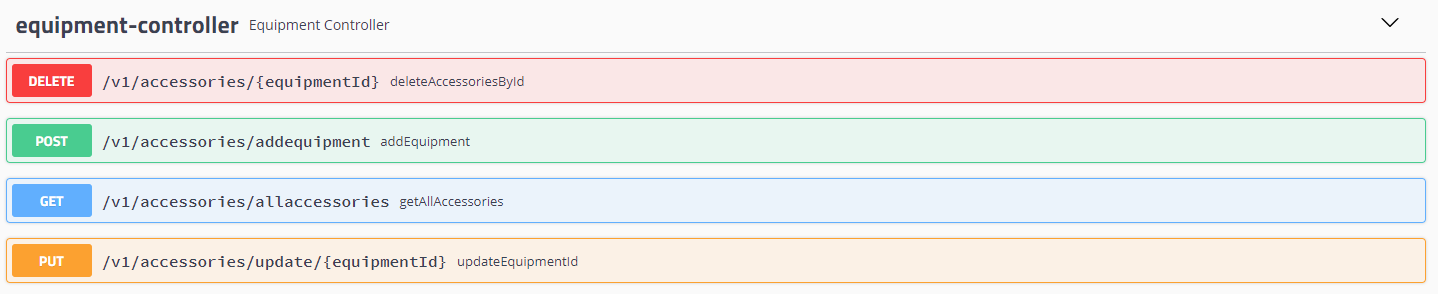 equipment-controller Equipment Controller
DELETE /v1/accessories/{equipmentId} deleteAccessoriesById
POST /v1/accessories/addequipment addEquipment
GET /v1/accessories/allaccessories getAllAccessories
PUT /v1/accessories/update/{equipmentId} updateEquipmentId